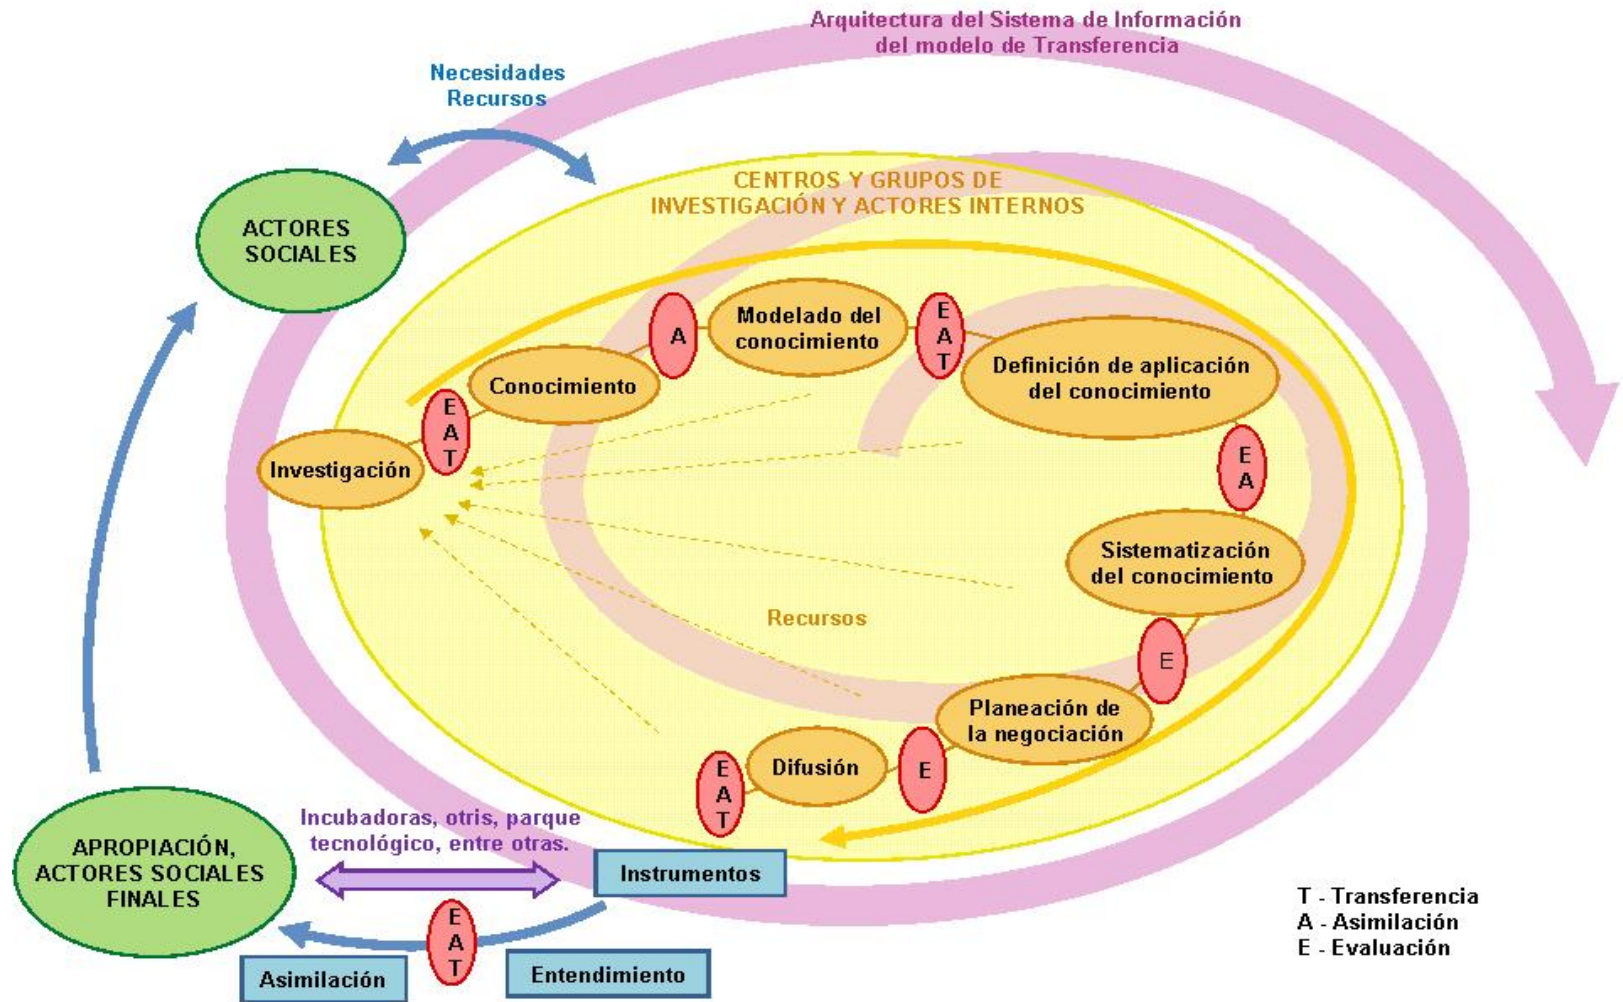 Arquitectura del Sistema de Información
del modelo de Transferencia
Necesidades
Recursos
CENTROS Y GRUPOS DE
INVESTIGACIÓN Y ACTORES INTERNOS
ACTORES
SOCIALES
Investigación
E
A
T
Conocimiento
A
Modelado del
conocimiento
E
A
T
Definición de aplicación
del conocimiento
E
A
Sistematización
del conocimiento
E
Planeación de
la negociación
E
Difusión
E
A
T
Recursos
Incubadoras, otris, parque
tecnológico, entre otras.
Instrumentos
APROPIACIÓN,
ACTORES SOCIALES
FINALES
E
A
T
Asimilación
Entendimiento
T - Transferencia
A - Asimilación
E - Evaluación